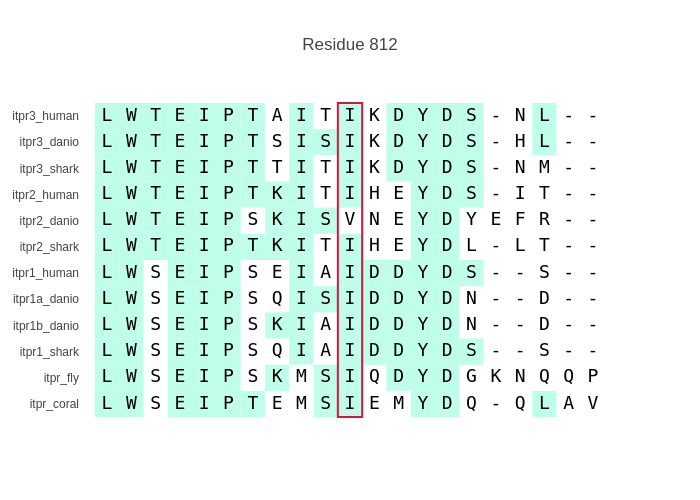 Residue 812
itpr3_human L W T E I P T A I T I K D Y D S - N L - -
itpr3_danio L W T E I P T S I S I K D Y D S - H L - -
itpr3_shark L W T E I P T T I T I K D Y D S - N M - -
itpr2_human L W T E I P T K I T I H E Y D S - I T - -
itpr2_danio L W T E I P S K I S V N E Y D Y E F R - -
itpr2_shark L W T E I P T K I T I H E Y D L - L T - -
itpr1_human L W S E I P S E I A I D D Y D S - - S - -
itpr1a_danio L W S E I P S Q I S I D D Y D N - - D - -
itpr1b_danio L W S E I P S K I A I D D Y D N - - D - -
itpr1_shark L W S E I P S Q I A I D D Y D S - - S - -
itpr_fly L W S E I P S K M S I Q D Y D G K N Q Q P
itpr_coral L W S E I P T E M S I E M Y D Q - Q L A V